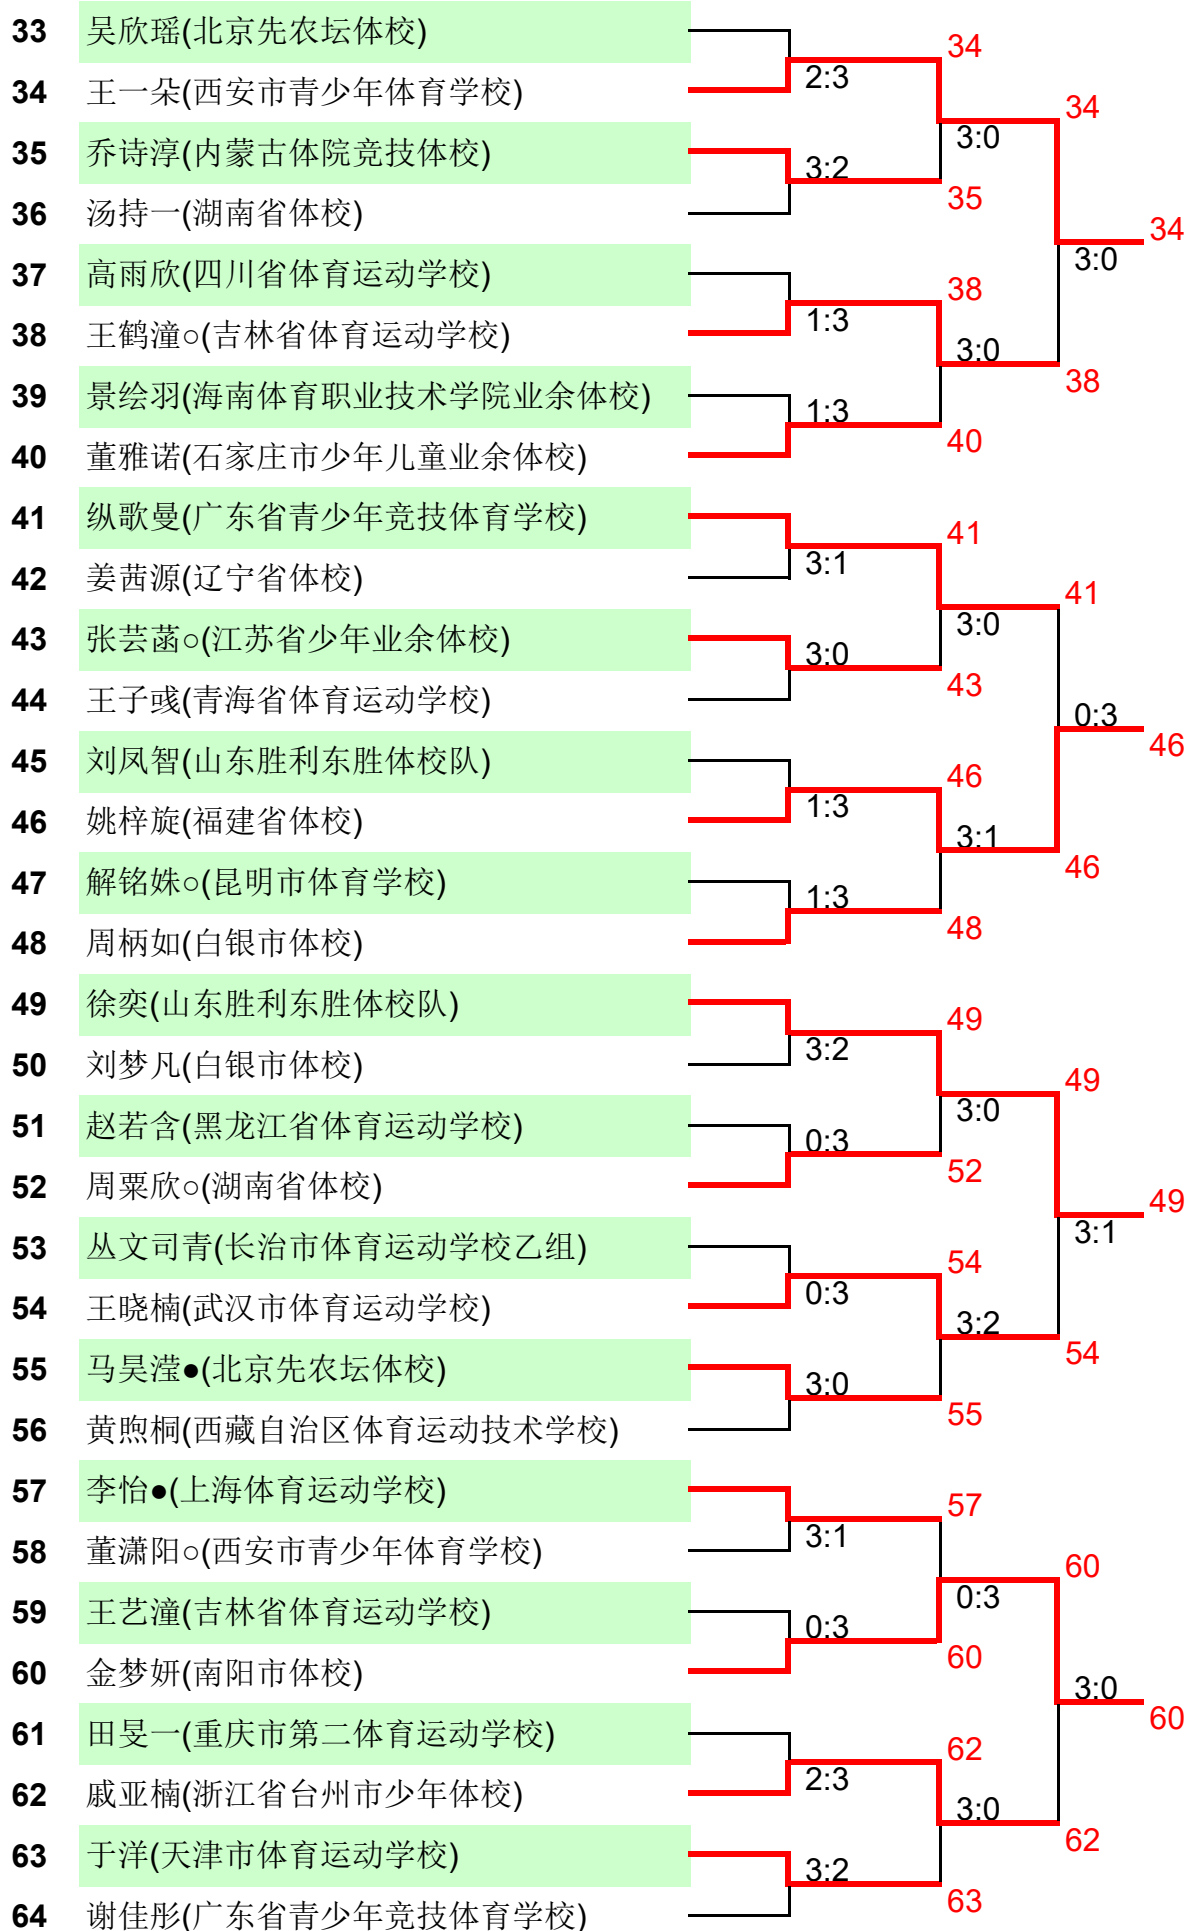 33 吴欣瑶(北京先农坛体校)
34
2:3
34 王一朵(西安市青少年体育学校)
34
3:0
35 乔诗淳(内蒙古体院竞技体校)
3:2
35
36 汤持一(湖南省体校)
34
3:0
37 高雨欣(四川省体育运动学校)
38
1:3
38 王鹤潼○(吉林省体育运动学校)
3:0
38
39 景绘羽(海南体育职业技术学院业余体校)
1:3
40
40 董雅诺(石家庄市少年儿童业余体校)
41 纵歌曼(广东省青少年竞技体育学校)
41
3:1
42 姜茜源(辽宁省体校)
41
3:0
43 张芸菡○(江苏省少年业余体校)
3:0
43
44 王子彧(青海省体育运动学校)
0:3
46
45 刘凤智(山东胜利东胜体校队)
46
1:3
46 姚梓旋(福建省体校)
3:1
46
47 解铭姝○(昆明市体育学校)
1:3
48
48 周柄如(白银市体校)
49 徐奕(山东胜利东胜体校队)
49
3:2
50 刘梦凡(白银市体校)
49
3:0
51 赵若含(黑龙江省体育运动学校)
0:3
52
52 周粟欣○(湖南省体校)
49
3:1
53 丛文司青(长治市体育运动学校乙组)
54
0:3
54 王晓楠(武汉市体育运动学校)
3:2
54
55 马昊滢●(北京先农坛体校)
3:0
55
56 黄煦桐(西藏自治区体育运动技术学校)
57 李怡●(上海体育运动学校)
57
3:1
58 董潇阳○(西安市青少年体育学校)
60
0:3
59 王艺潼(吉林省体育运动学校)
0:3
60
60 金梦妍(南阳市体校)
3:0
60
61 田旻一(重庆市第二体育运动学校)
62
2:3
62 戚亚楠(浙江省台州市少年体校)
3:0
62
63 于洋(天津市体育运动学校)
3:2
63
64 谢佳彤(广东省青少年竞技体育学校)